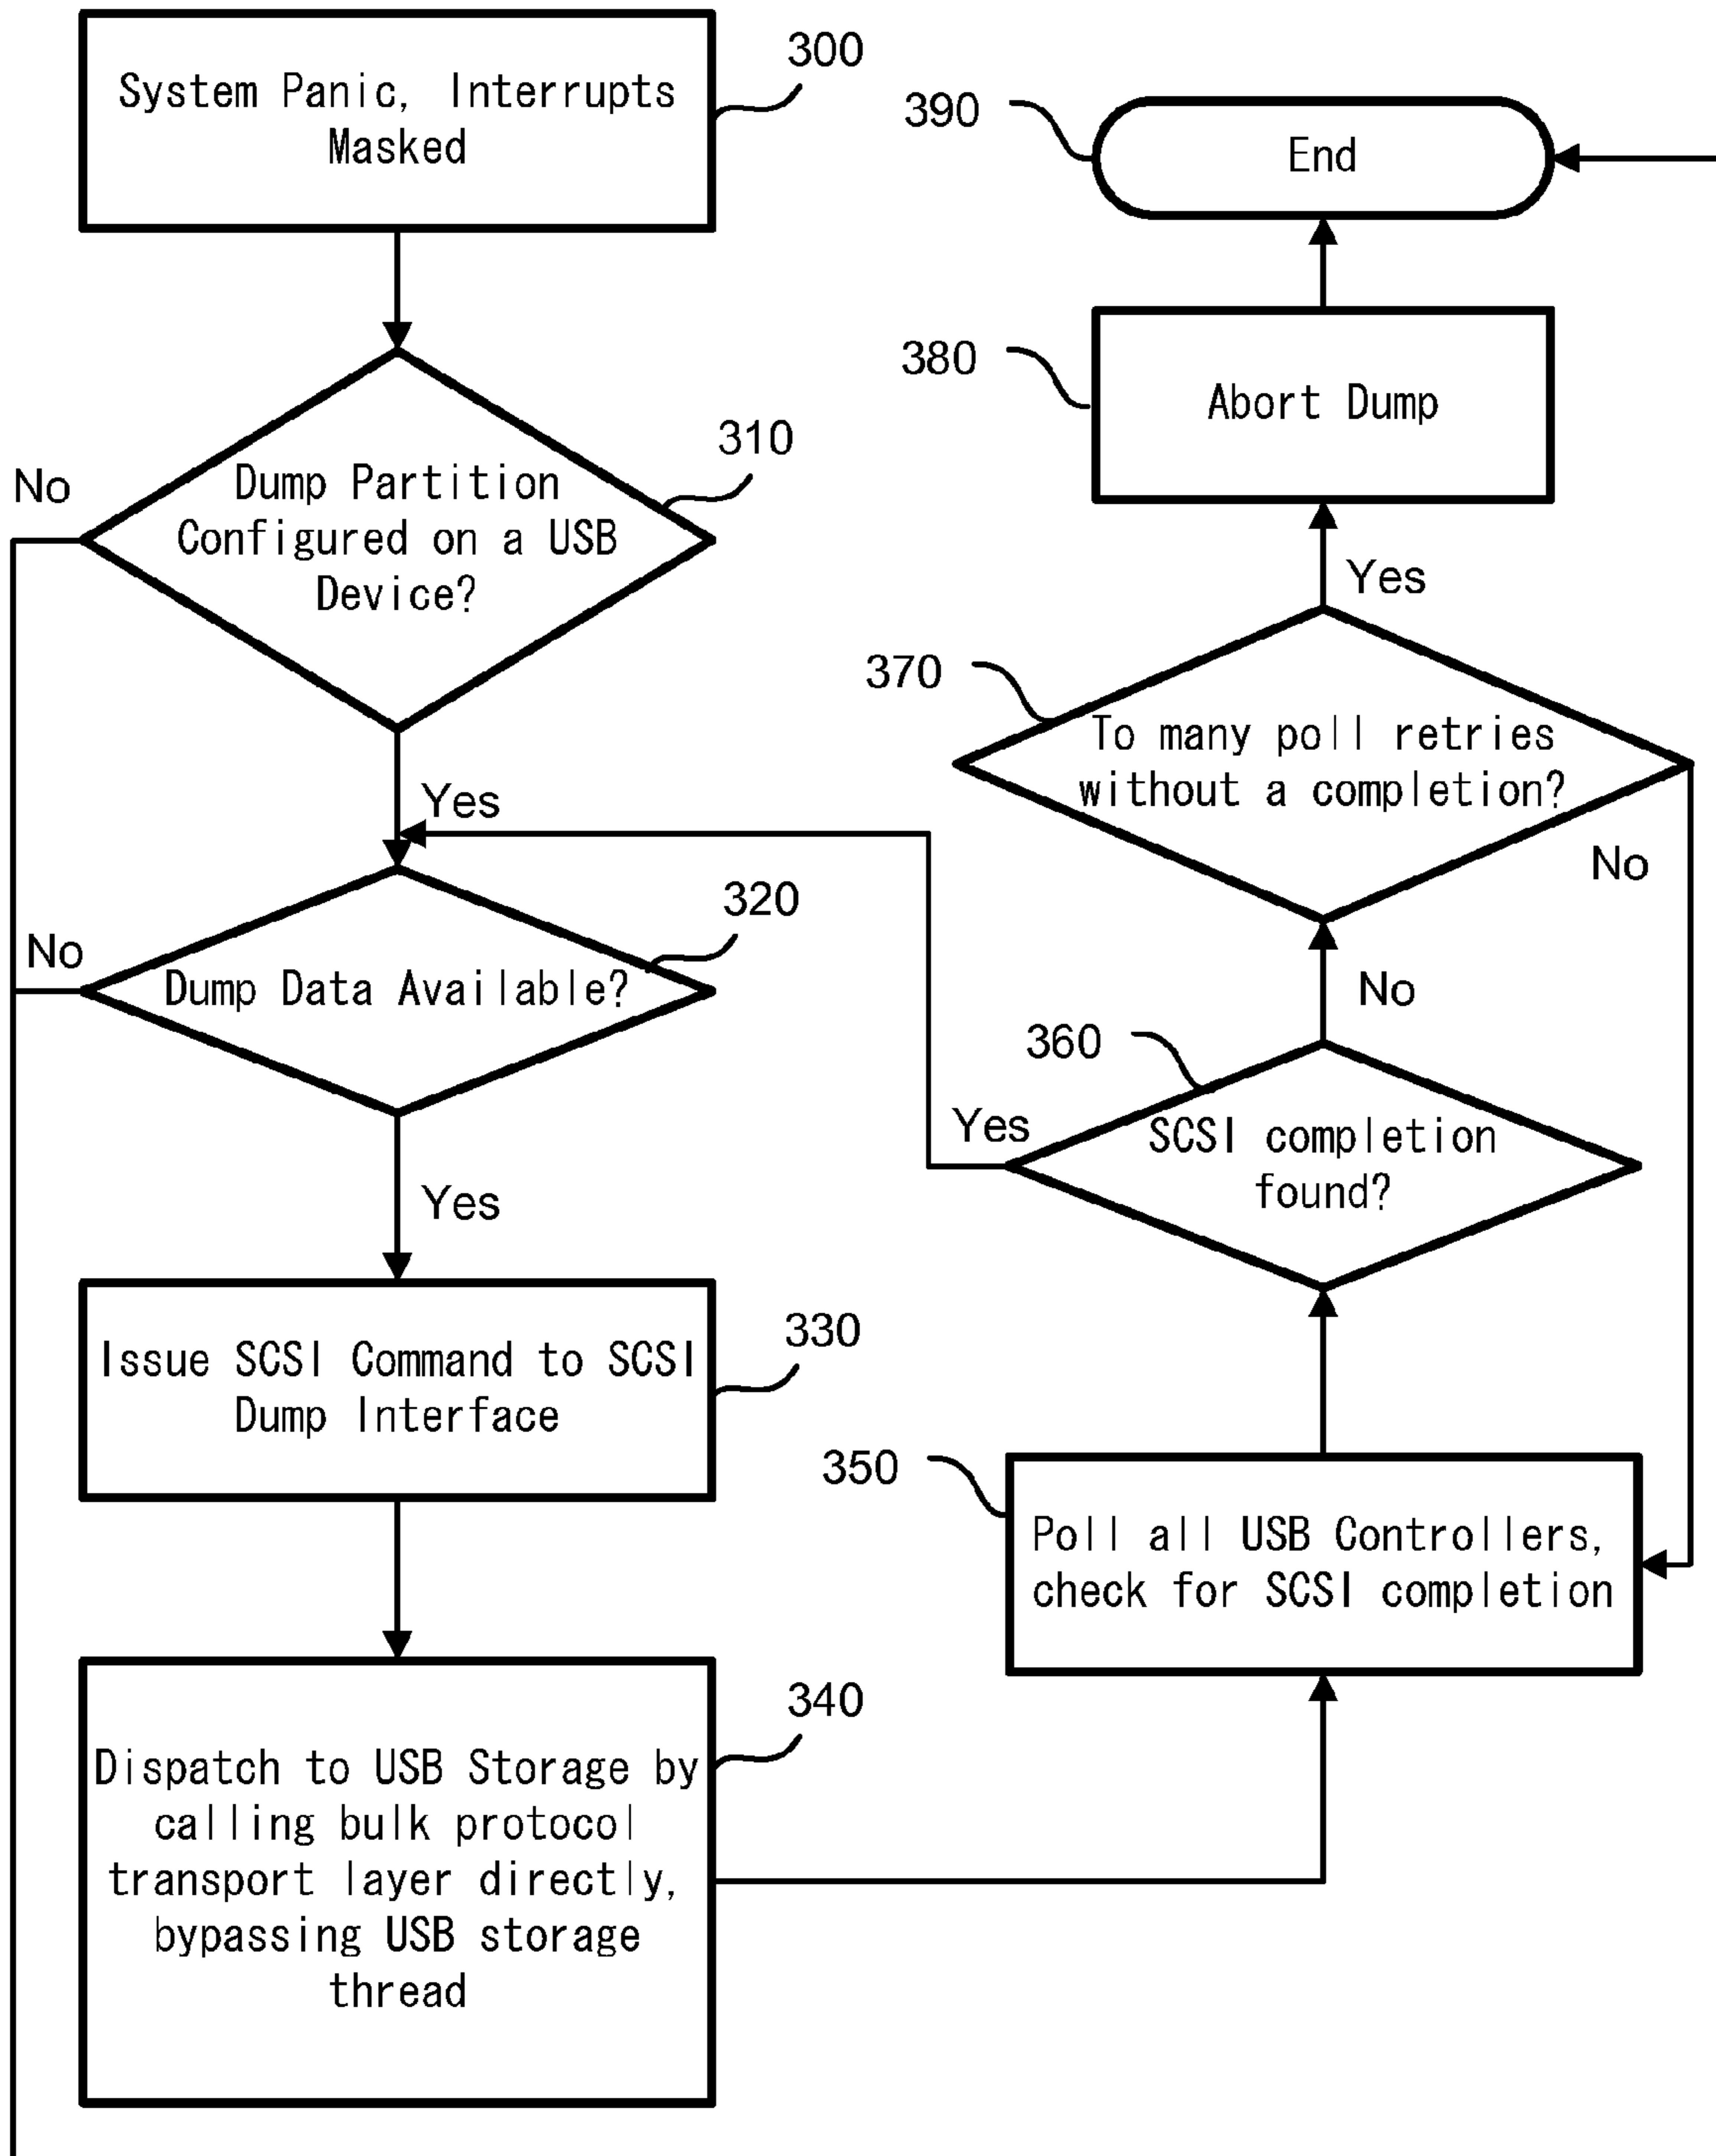 300
System Panic, Interrupts
Masked
310
Dump Partition
Configured on a USB
Device?
No
Yes
320
Dump Data Available?
No
Yes
330
Issue SCSI Command to SCSI
Dump Interface
340
Dispatch to USB Storage by
calling bulk protocol
transport layer directly,
bypassing USB storage
thread
350
Poll all USB Controllers,
check for SCSI completion
360
SCSI completion
found?
Yes
No
370
To many poll retries
without a completion?
No
Yes
380
Abort Dump
390
End